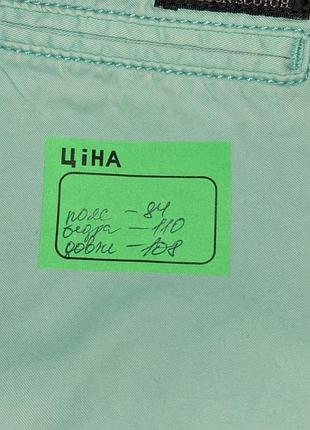 ЦіНА
пояс – 84
бедра – 110
довж – 108